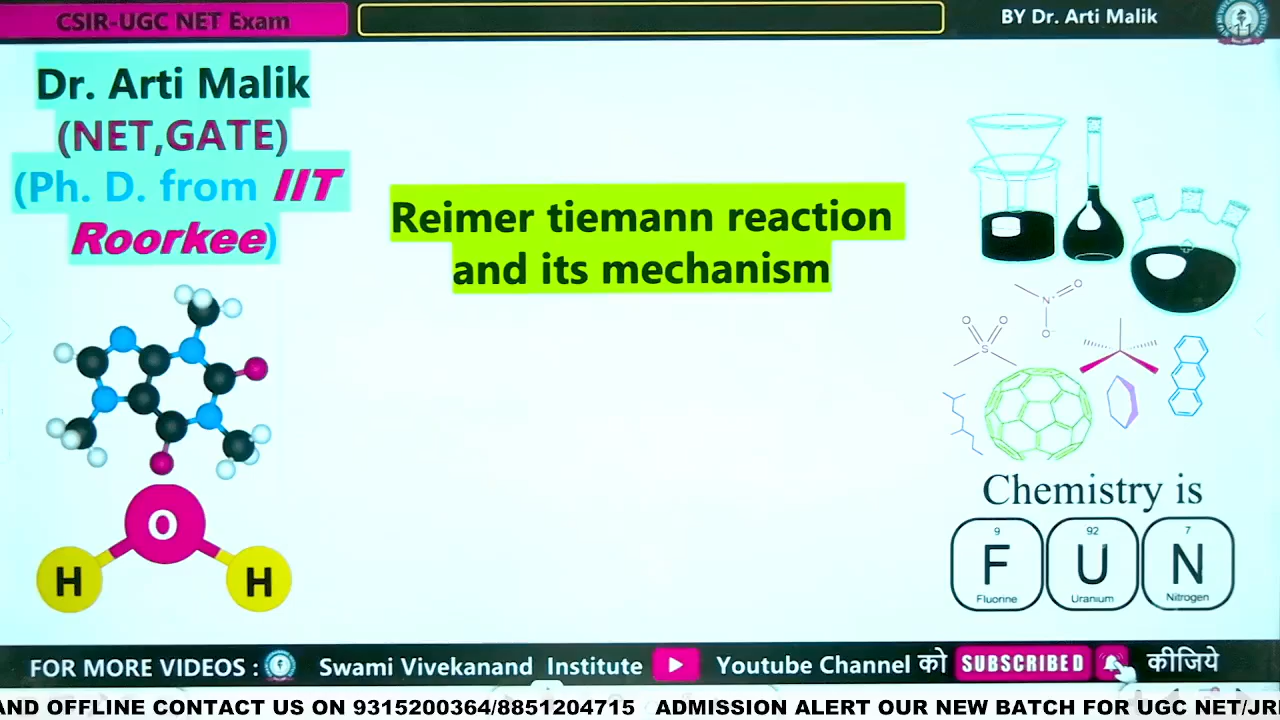 CSIR-UGC NET Exam
BY Dr. Arti Malik
Dr. Arti Malik
(NET,GATE)
(Ph. D. from IIT
Roorkee)
Reimer tiemann reaction
and its mechanism
N⁺
O
O⁻
O
O
S
O
H
H
Chemistry is
9
F
Fluorine
92
U
Uranium
7
N
Nitrogen
FOR MORE VIDEOS : Swami Vivekanand Institute Youtube Channel को SUBSCRIBED कीजिये
AND OFFLINE CONTACT US ON 9315200364/8851204715 ADMISSION ALERT OUR NEW BATCH FOR UGC NET/JR